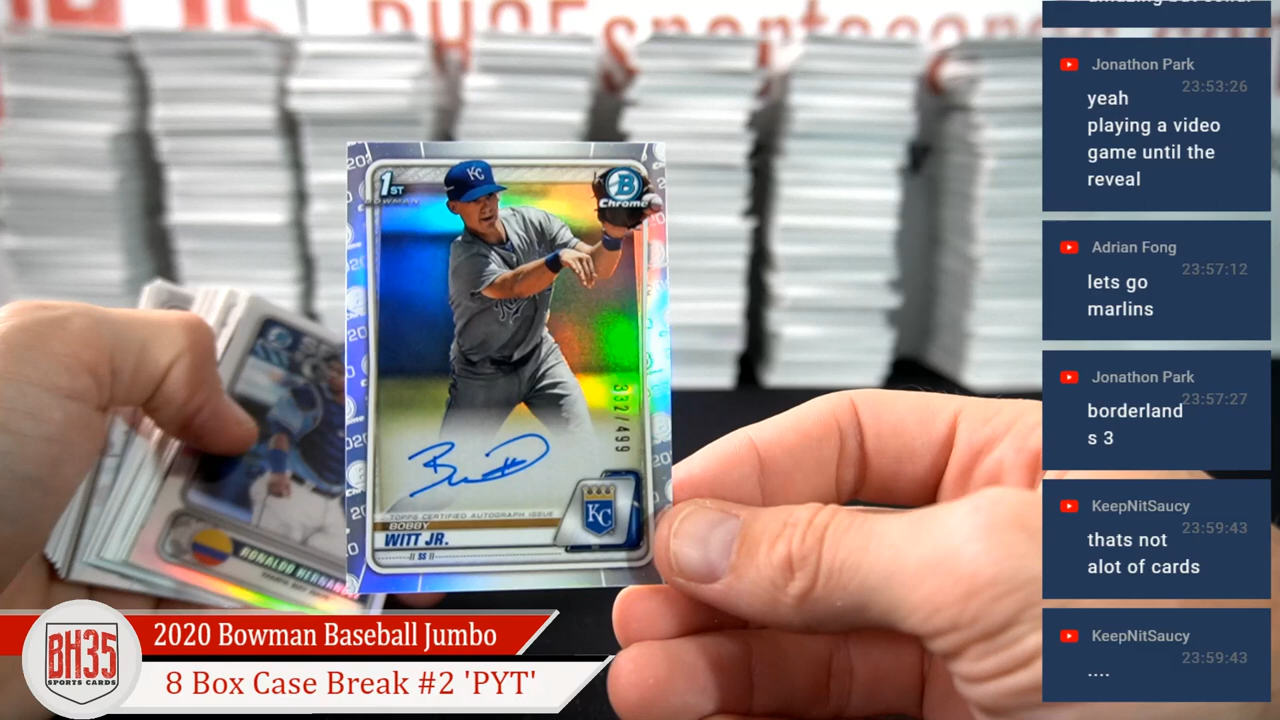 BH35sportscards
1ST
BOWMAN
B
Chrome
KC
332/499
TOPPS CERTIFIED AUTOGRAPH ISSUE
BOBBY
WITT JR.
SS
KC
RONALDO HERNAN
BH35
SPORTS CARDS
2020 Bowman Baseball Jumbo
8 Box Case Break #2 'PYT'
Jonathon Park
23:53:26
yeah
playing a video
game until the
reveal
Adrian Fong
23:57:12
lets go
marlins
Jonathon Park
23:57:27
borderland
s 3
KeepNitSaucy
23:59:43
thats not
alot of cards
KeepNitSaucy
23:59:43
....